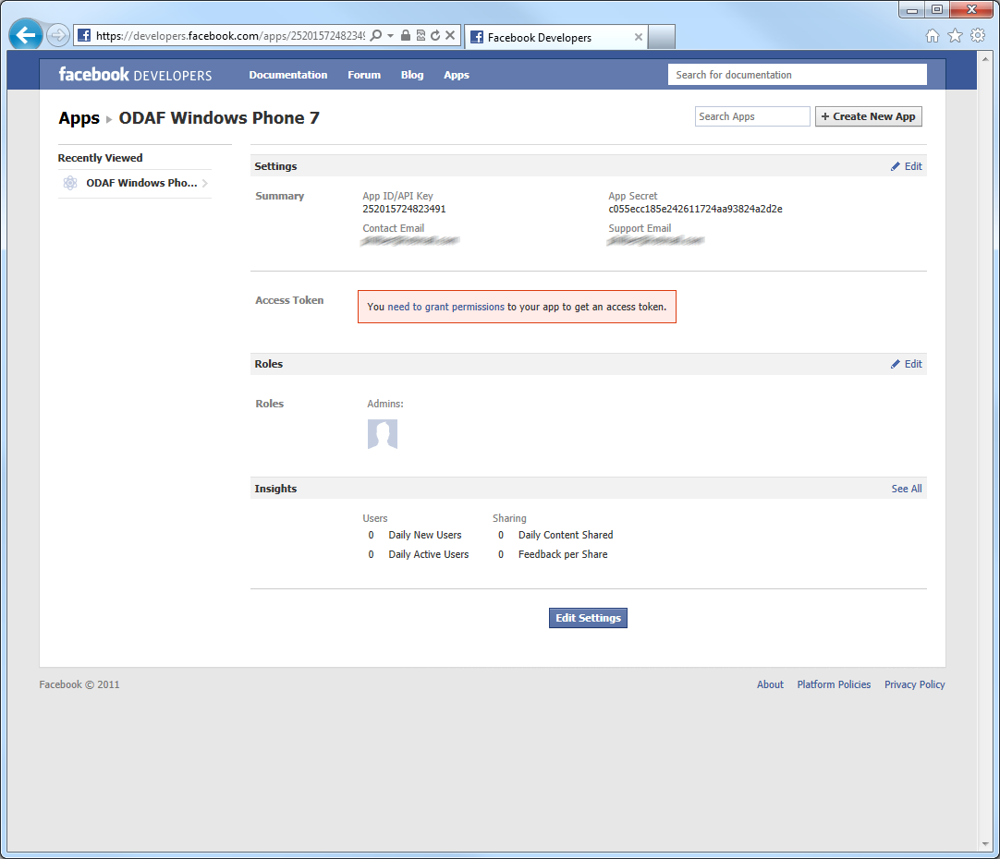 https://developers.facebook.com/apps/2520157248234
Facebook Developers
facebook DEVELOPERS Documentation Forum Blog Apps Search for documentation
Apps ODAF Windows Phone 7 Search Apps + Create New App
Recently Viewed
ODAF Windows Pho...
Settings Edit
Summary
App ID/API Key
252015724823491
App Secret
c055ecc185e242611724aa93824a2d2e
Contact Email
Support Email
Access Token
You need to grant permissions to your app to get an access token.
Roles Edit
Roles
Admins:
Insights See All
Users Sharing
0 Daily New Users 0 Daily Content Shared
0 Daily Active Users 0 Feedback per Share
Edit Settings
Facebook © 2011 About Platform Policies Privacy Policy